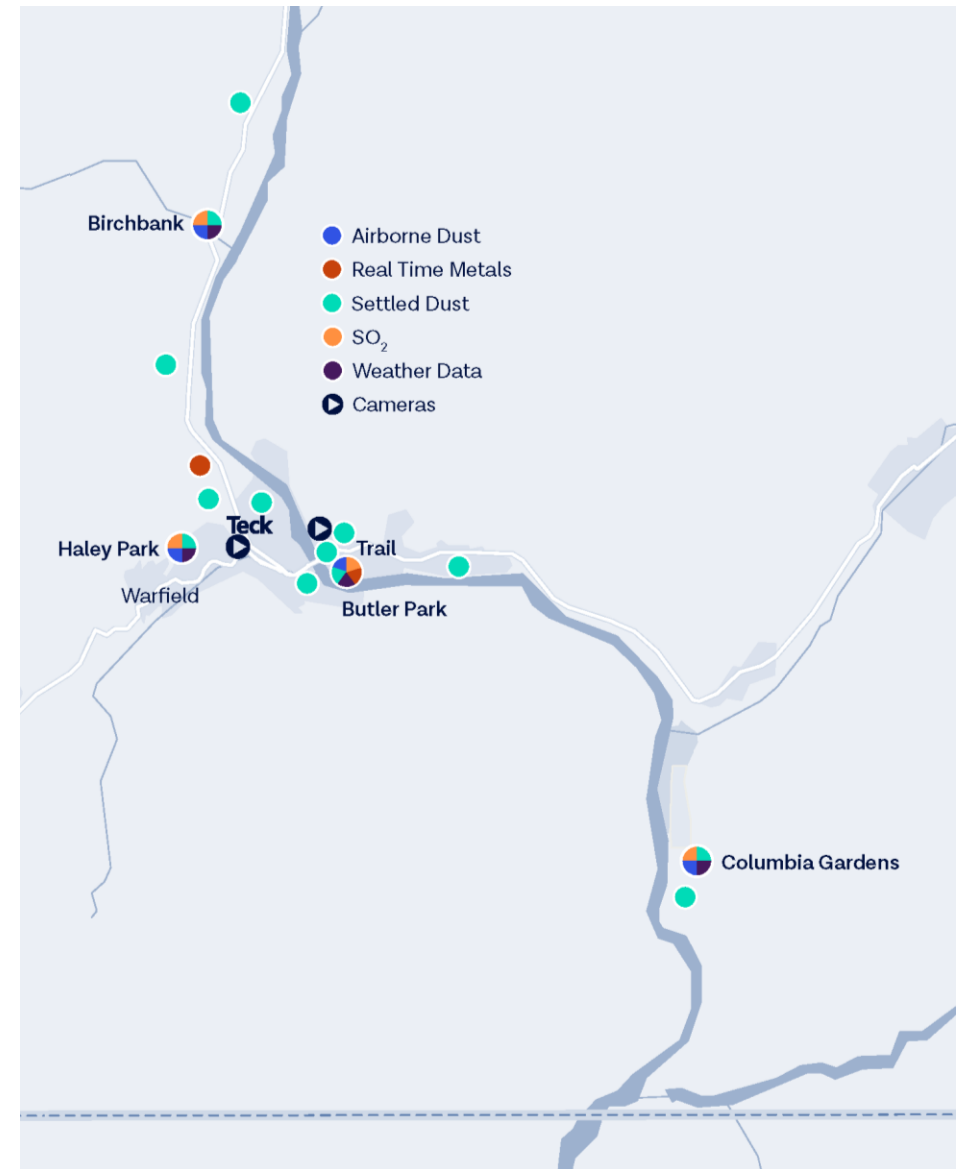 Birchbank
Airborne Dust
Real Time Metals
Settled Dust
SO₂
Weather Data
Cameras
Teck
Haley Park
Trail
Warfield
Butler Park
Columbia Gardens